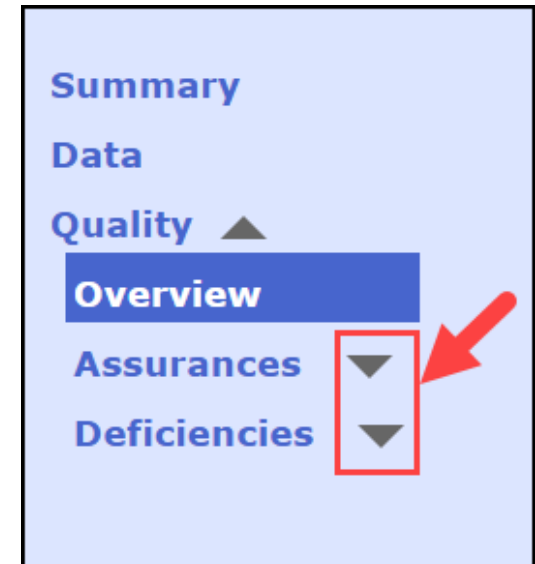 Summary
Data
Quality
Overview
Assurances
Deficiencies